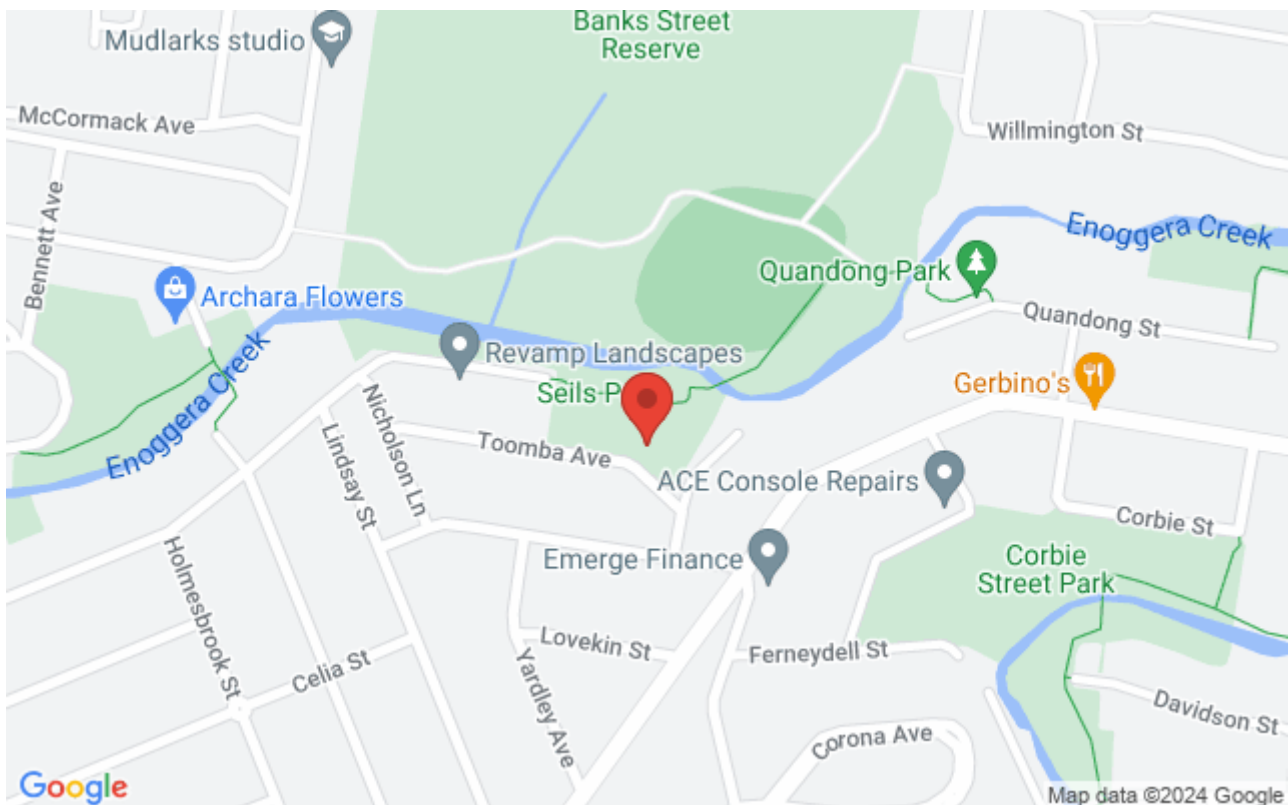 Banks Street
Reserve
Mudlarks studio
McCormack Ave
Willmington St
Bennett Ave
Enoggera Creek
Quandong Park
Archara Flowers
Quandong St
Revamp Landscapes
Enoggera Creek
Seils P
Gerbino's
Nicholson Ln
Lindsay St
Toomba Ave
ACE Console Repairs
Corbie St
Emerge Finance
Corbie
Street Park
Holmesbrook St
Lovekin St
Ferneydell St
Celia St
Yardley Ave
Davidson St
Corona Ave
Google
Map data ©2024 Google